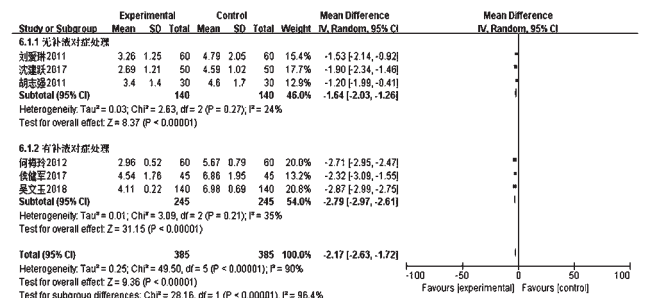 Experimental Control Mean Difference Mean Difference
Study or Subgroup Mean SD Total Mean SD Total Weight IV, Random, 95% CI IV, Random, 95% CI
6.1.1 无补液对症处理
刘爱琳2011 3.26 1.25 60 4.79 2.05 60 15.4% -1.53 [-2.14, -0.92]
沈建跃2017 2.69 1.21 50 4.59 1.02 50 17.7% -1.90 [-2.34, -1.46]
胡志强2011 3.4 1.4 30 4.6 1.7 30 12.9% -1.20 [-1.99, -0.41]
Subtotal (95% CI) 140 140 46.0% -1.64 [-2.03, -1.26]
Heterogeneity: Tau² = 0.03; Chi² = 2.63, df = 2 (P = 0.27); I² = 24%
Test for overall effect: Z = 8.37 (P < 0.00001)
6.1.2 有补液对症处理
何梅玲2012 2.96 0.52 60 5.67 0.79 60 20.0% -2.71 [-2.95, -2.47]
侯健军2017 4.54 1.76 45 6.86 1.95 45 13.2% -2.32 [-3.09, -1.55]
吴文玉2018 4.11 0.22 140 6.98 0.69 140 20.8% -2.87 [-2.99, -2.75]
Subtotal (95% CI) 245 245 54.0% -2.79 [-2.97, -2.61]
Heterogeneity: Tau² = 0.01; Chi² = 3.09, df = 2 (P = 0.21); I² = 35%
Test for overall effect: Z = 31.15 (P < 0.00001)
Total (95% CI) 385 385 100.0% -2.17 [-2.63, -1.72]
Heterogeneity: Tau² = 0.25; Chi² = 49.50, df = 5 (P < 0.00001); I² = 90%
Test for overall effect: Z = 9.36 (P < 0.00001)
Test for subgroup differences: Chi² = 28.16, df = 1 (P < 0.00001), I² = 96.4%
-100 -50 0 50 100
Favours [experimental] Favours [control]